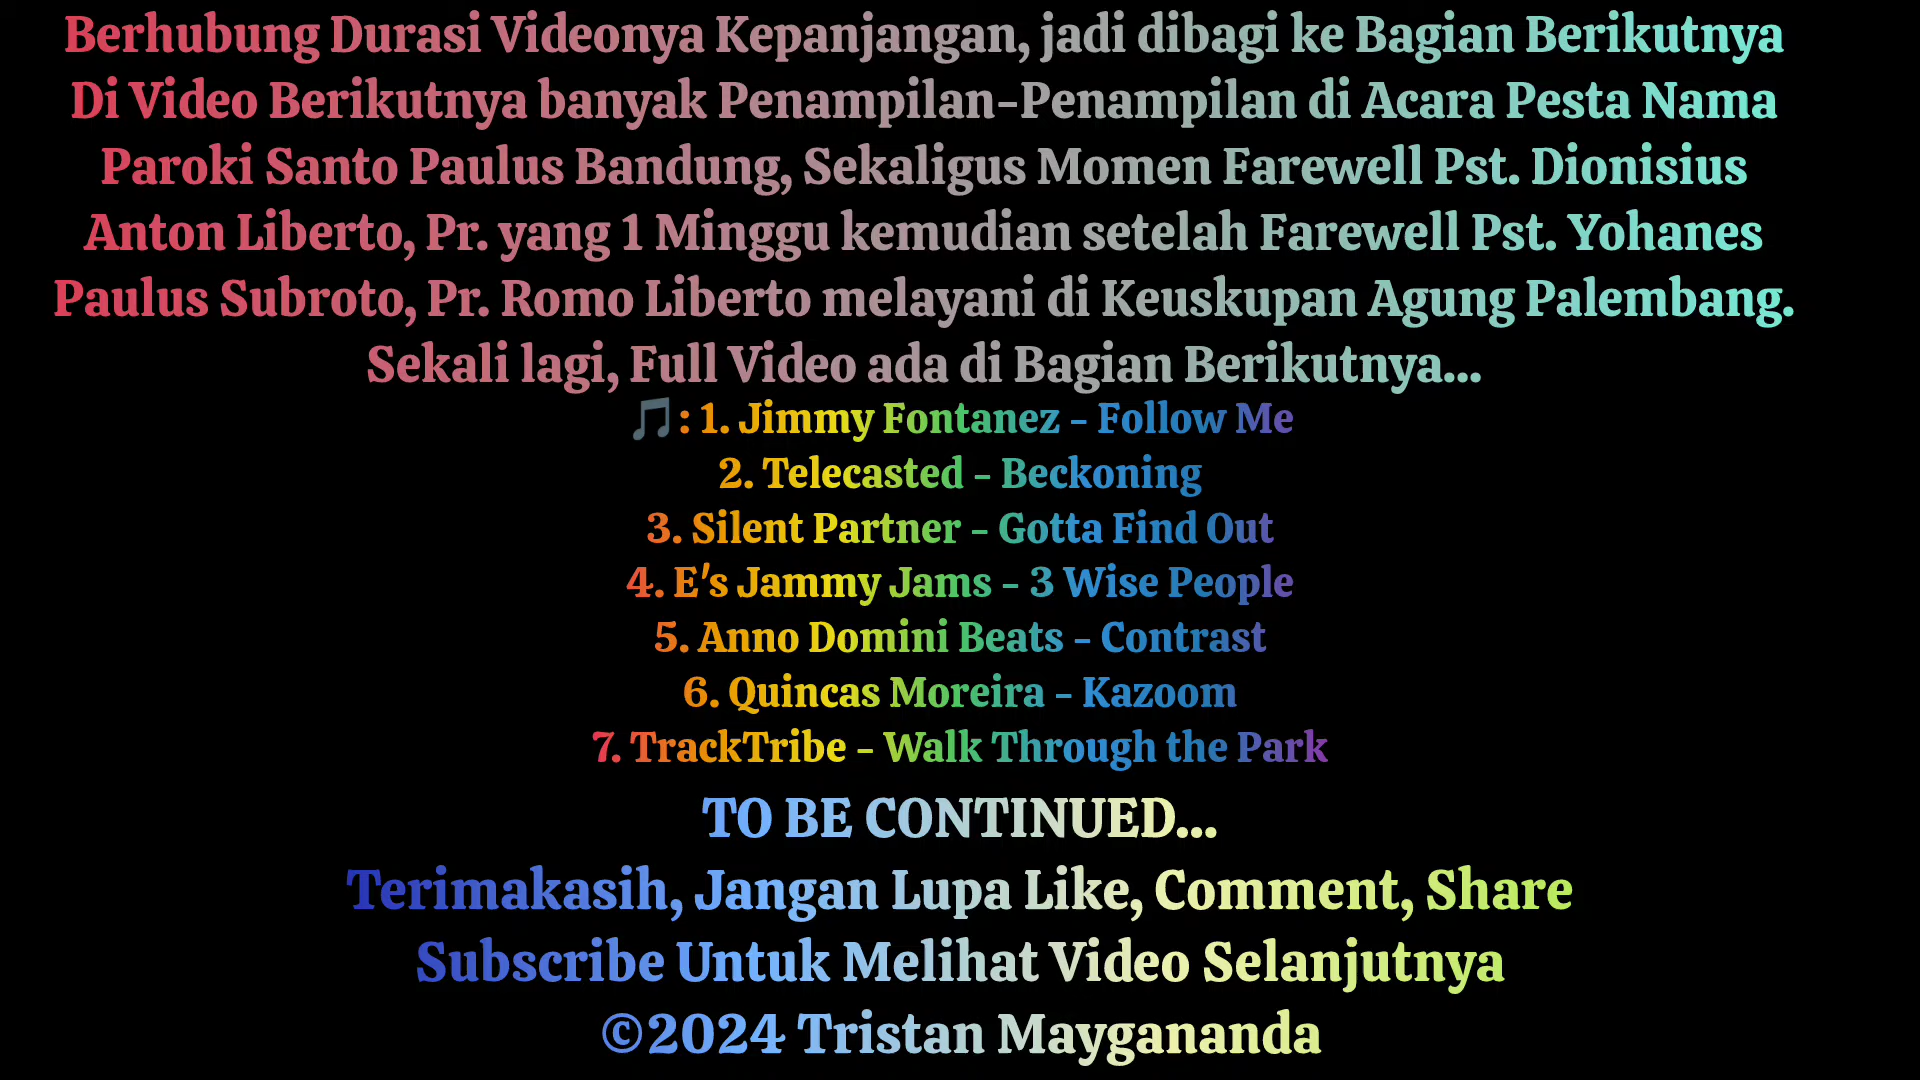 Berhubung Durasi Videonya Kepanjangan, jadi dibagi ke Bagian Berikutnya
Di Video Berikutnya banyak Penampilan-Penampilan di Acara Pesta Nama
Paroki Santo Paulus Bandung, Sekaligus Momen Farewell Pst. Dionisius
Anton Liberto, Pr. yang 1 Minggu kemudian setelah Farewell Pst. Yohanes
Paulus Subroto, Pr. Romo Liberto melayani di Keuskupan Agung Palembang.
Sekali lagi, Full Video ada di Bagian Berikutnya...
🎵: 1. Jimmy Fontanez - Follow Me
2. Telecasted - Beckoning
3. Silent Partner - Gotta Find Out
4. E's Jammy Jams - 3 Wise People
5. Anno Domini Beats - Contrast
6. Quincas Moreira - Kazoom
7. TrackTribe - Walk Through the Park
TO BE CONTINUED...
Terimakasih, Jangan Lupa Like, Comment, Share
Subscribe Untuk Melihat Video Selanjutnya
©2024 Tristan Maygananda